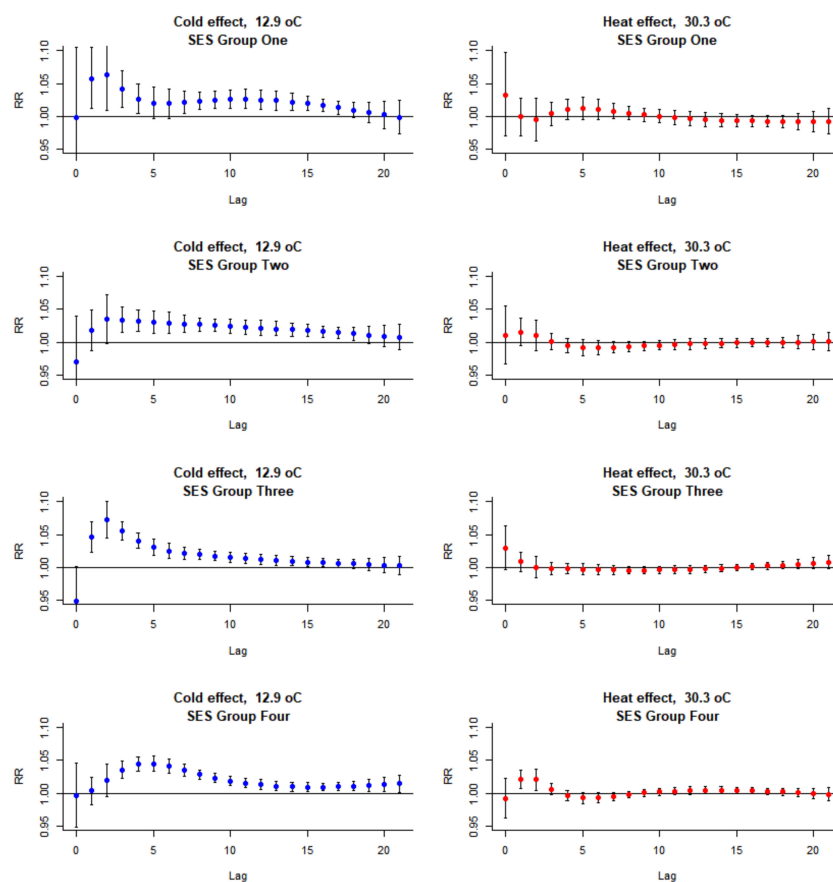 Cold effect,  12.9 oC
SES Group One
RR
0.95 1.00 1.05 1.10
0 5 10 15 20
Lag
Heat effect,  30.3 oC
SES Group One
RR
0.95 1.00 1.05 1.10
0 5 10 15 20
Lag
Cold effect,  12.9 oC
SES Group Two
RR
0.95 1.00 1.05 1.10
0 5 10 15 20
Lag
Heat effect,  30.3 oC
SES Group Two
RR
0.95 1.00 1.05 1.10
0 5 10 15 20
Lag
Cold effect,  12.9 oC
SES Group Three
RR
0.95 1.00 1.05 1.10
0 5 10 15 20
Lag
Heat effect,  30.3 oC
SES Group Three
RR
0.95 1.00 1.05 1.10
0 5 10 15 20
Lag
Cold effect,  12.9 oC
SES Group Four
RR
0.95 1.00 1.05 1.10
0 5 10 15 20
Lag
Heat effect,  30.3 oC
SES Group Four
RR
0.95 1.00 1.05 1.10
0 5 10 15 20
Lag